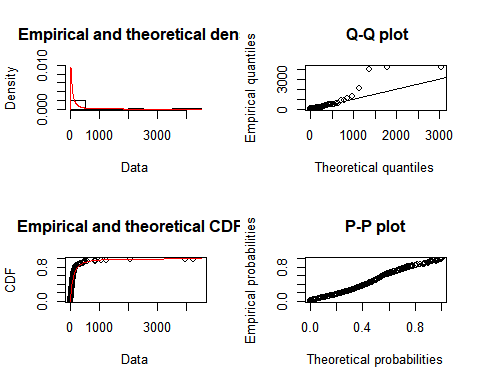 Empirical and theoretical den
Density
0.000
0.010
0
1000
3000
Data
Q-Q plot
Empirical quantiles
0
3000
0
500
1000
2000
3000
Theoretical quantiles
Empirical and theoretical CDF
CDF
0.0
0.8
0
1000
3000
Data
P-P plot
Empirical probabilities
0.0
0.8
0.0
0.4
0.8
Theoretical probabilities